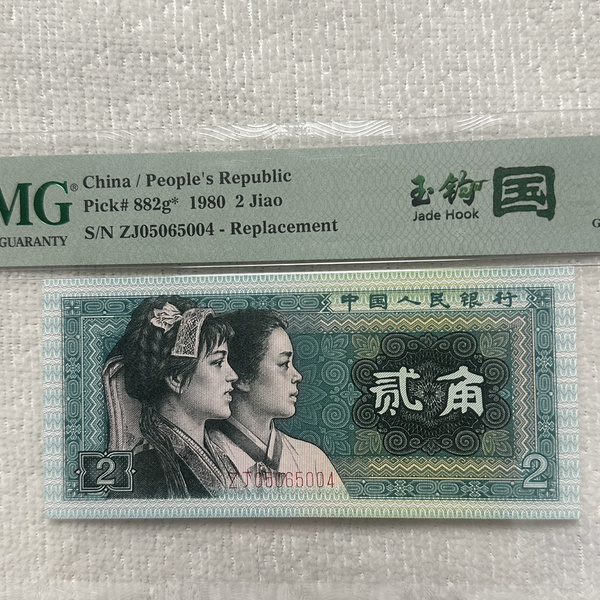 MG®
GUARANTY
China / People's Republic
Pick# 882g* 1980 2 Jiao
S/N ZJ05065004 - Replacement
玉钩 国
Jade Hook
G
中国人民银行
贰角
ZJ05065004
2
2